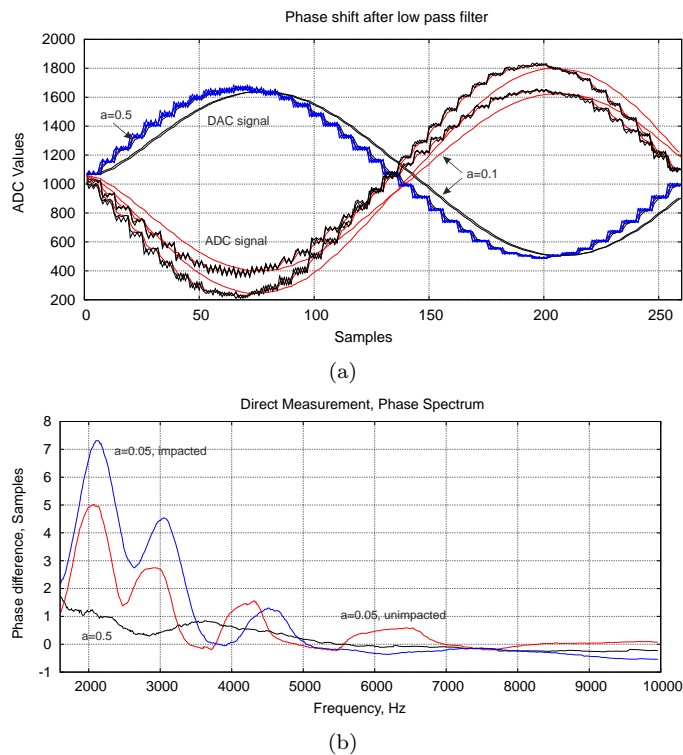 Phase shift after low pass filter
2000
1800
1600
1400
1200
1000
800
600
400
200
ADC Values
a=0.5
DAC signal
a=0.1
ADC signal
0 50 100 150 200 250
Samples
(a)
Direct Measurement, Phase Spectrum
8
7
6
5
4
3
2
1
0
-1
Phase difference, Samples
a=0.05, impacted
a=0.05, unimpacted
a=0.5
2000 3000 4000 5000 6000 7000 8000 9000 10000
Frequency, Hz
(b)